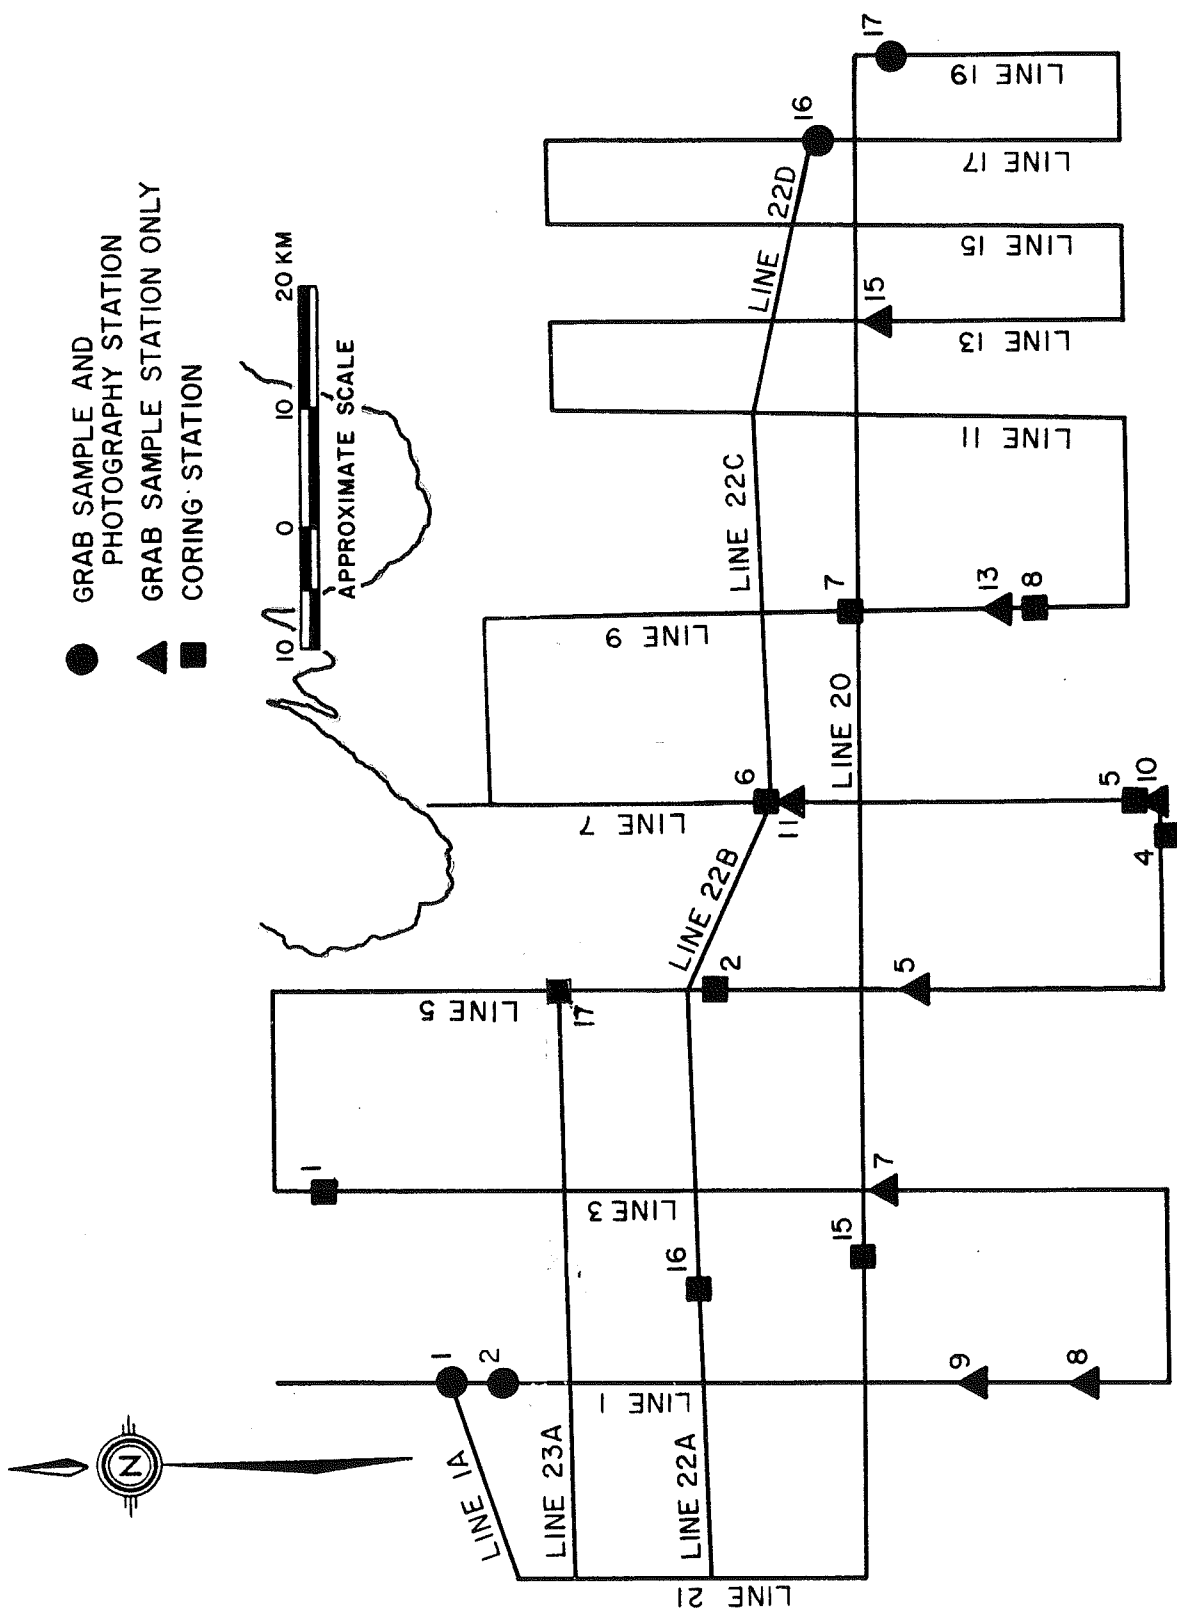 GRAB SAMPLE AND
PHOTOGRAPHY STATION
GRAB SAMPLE STATION ONLY
CORING STATION
10 0 10 20 KM
APPROXIMATE SCALE
N
LINE 1A
LINE 23A
LINE 22A
LINE 21
1
2
LINE 1
9
8
16
15
1
LINE 3
7
LINE 5
17
2
5
LINE 22B
LINE 7
6
11
5
10
4
LINE 20
LINE 9
7
13
8
LINE 22C
LINE 11
LINE 22D
15
LINE 13
LINE 15
16
LINE 17
17
LINE 19